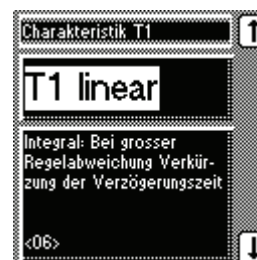 Charakteristik T1
T1 linear
Integral: Bei grosser
Regelabweichung Verkür-
zung der Verzögerungszeit
<06>